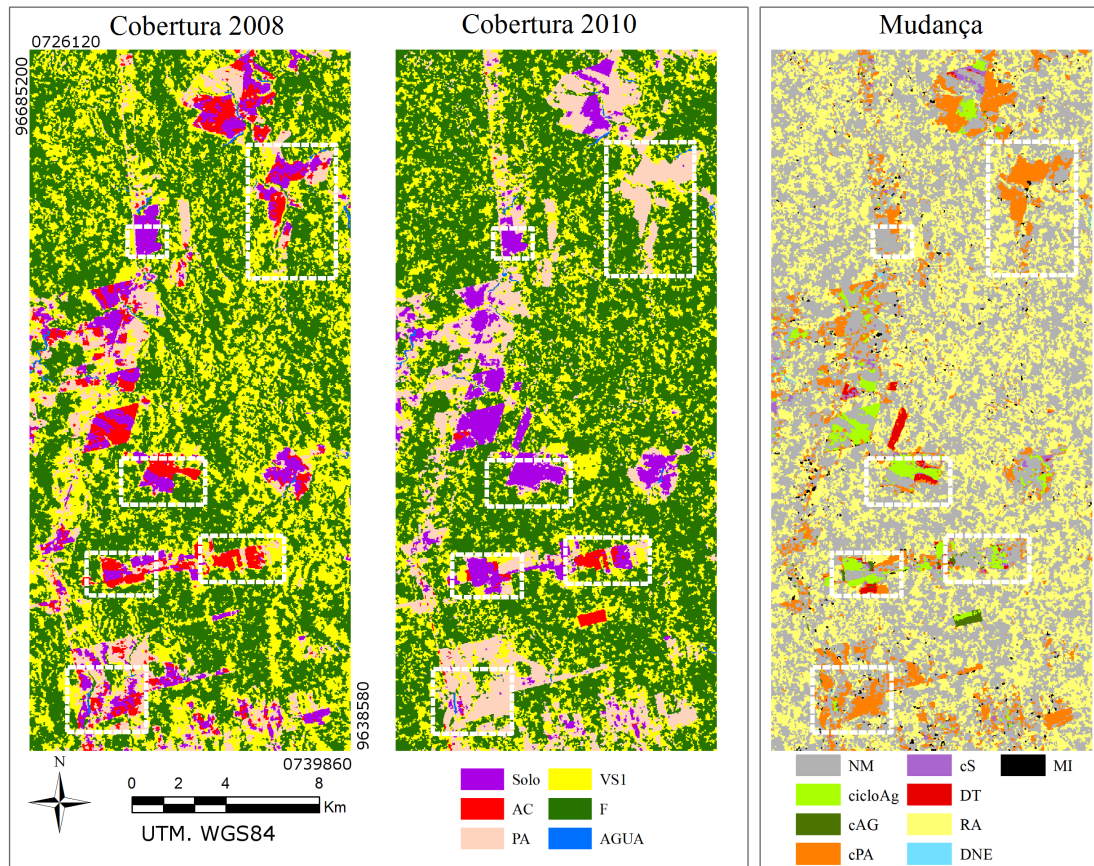 Cobertura 2008
Cobertura 2010
Mudança
0726120
96685200
9638580
0739860
N
0 2 4 8
Km
UTM. WGS84
Solo
AC
PA
VS1
F
AGUA
NM
cicloAg
cAG
cPA
cS
DT
RA
DNE
MI